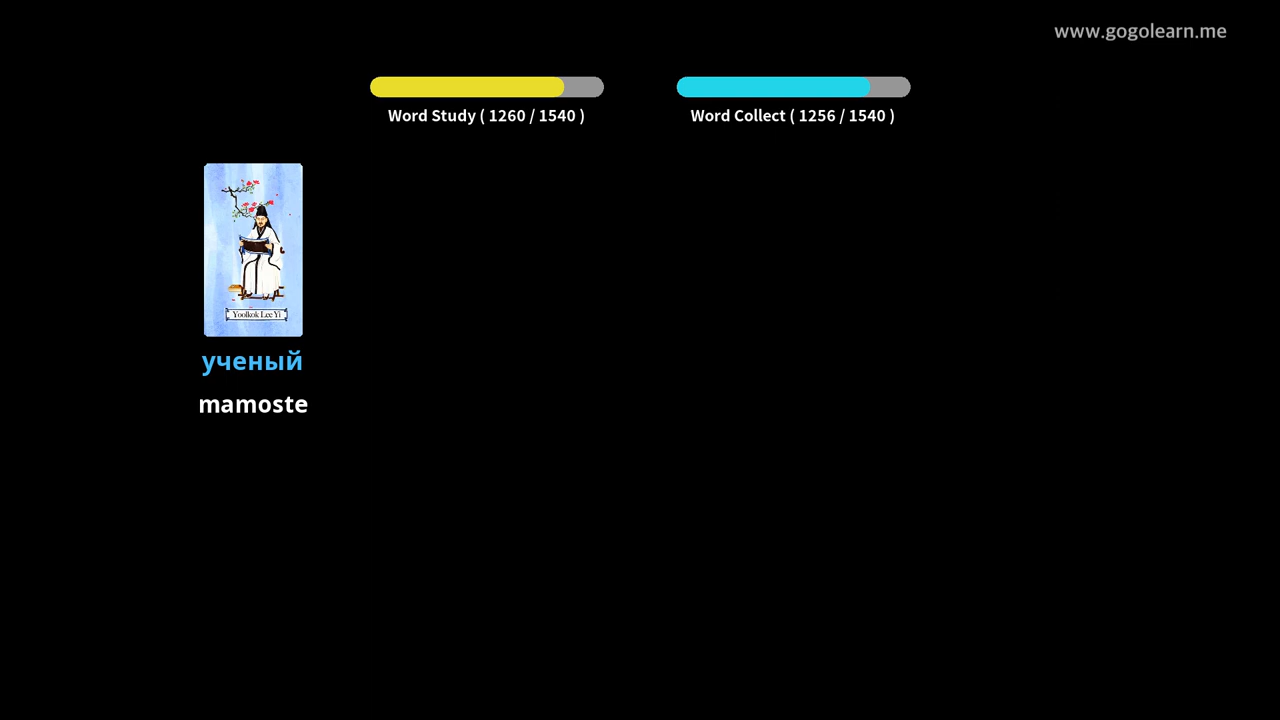 www.gogolearn.me
Word Study ( 1260 / 1540 )
Word Collect ( 1256 / 1540 )
Yoolkok Lee Yi
ученый
mamoste